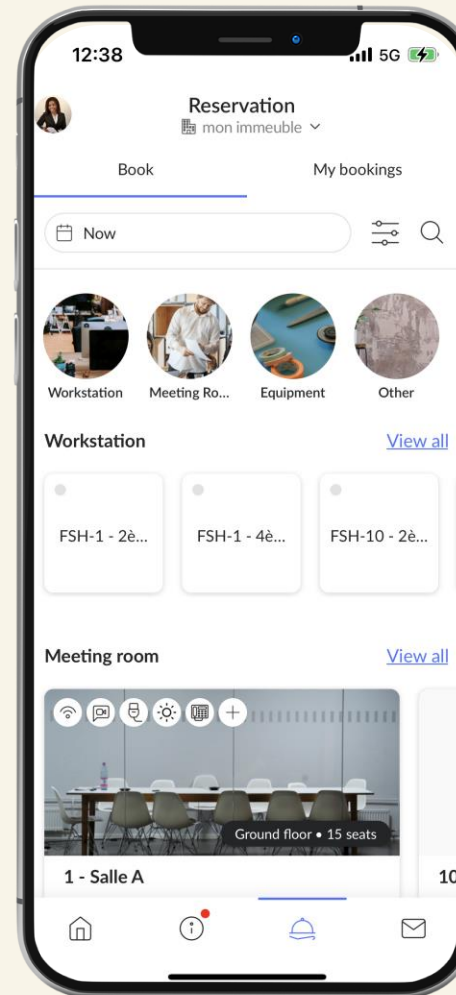 12:38
5G
Reservation
mon immeuble
Book
My bookings
Now
Workstation
Meeting Ro...
Equipment
Other
Workstation
View all
FSH-1 - 2è...
FSH-1 - 4è...
FSH-10 - 2è...
Meeting room
View all
Ground floor • 15 seats
1 - Salle A
10